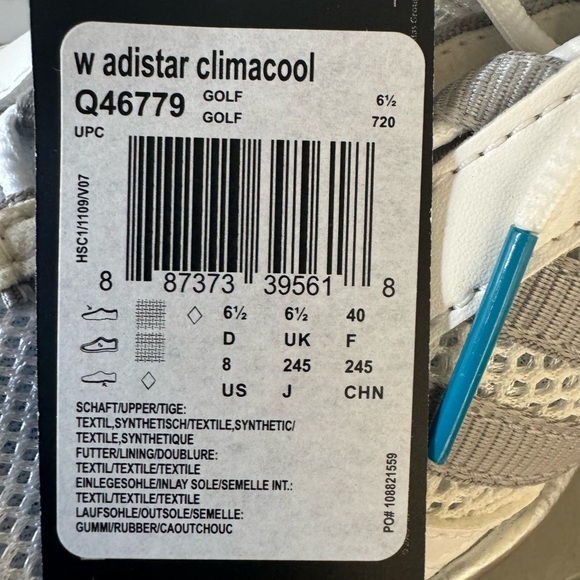 w adistar climacool
Q46779 GOLF 6½
GOLF 720
UPC
HSC1/1109/V07
8 87373 39561 8
6½ 6½ 40
D UK F
8 245 245
US J CHN
SCHAFT/UPPER/TIGE:
TEXTIL,SYNTHETISCH/TEXTILE,SYNTHETIC/
TEXTILE,SYNTHETIQUE
FUTTER/LINING/DOUBLURE:
TEXTIL/TEXTILE/TEXTILE
EINLEGESOHLE/INLAY SOLE/SEMELLE INT.:
TEXTIL/TEXTILE/TEXTILE
LAUFSOHLE/OUTSOLE/SEMELLE:
GUMMI/RUBBER/CAOUTCHOUC
PO# 108821559